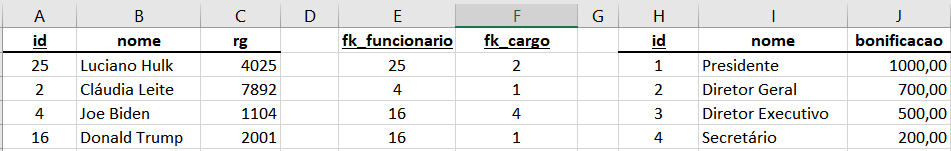 A B C D E F G H I J
id nome rg fk_funcionario fk_cargo id nome bonificacao
25 Luciano Hulk 4025 25 2 1 Presidente 1000,00
2 Cláudia Leite 7892 4 1 2 Diretor Geral 700,00
4 Joe Biden 1104 16 4 3 Diretor Executivo 500,00
16 Donald Trump 2001 16 1 4 Secretário 200,00